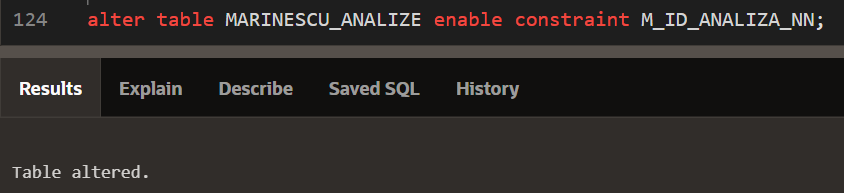 124 alter table MARINESCU_ANALIZE enable constraint M_ID_ANALIZA_NN;
Results Explain Describe Saved SQL History
Table altered.